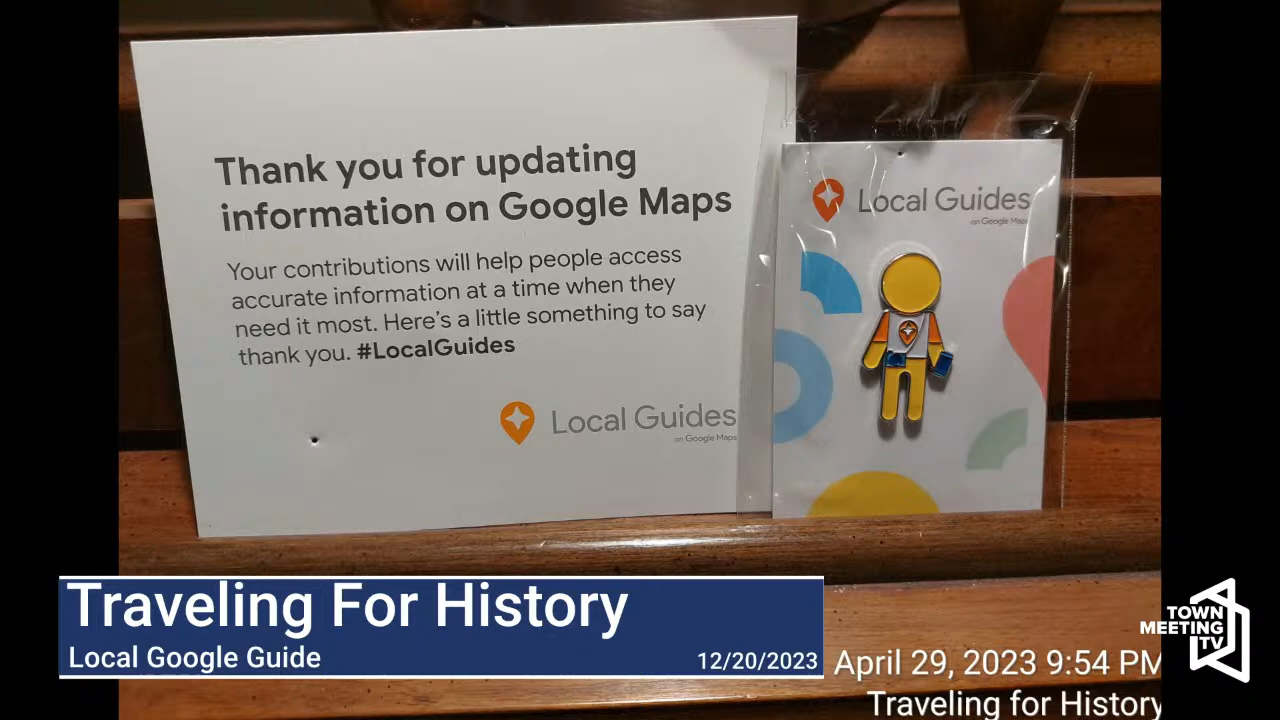 Thank you for updating
information on Google Maps
Your contributions will help people access
accurate information at a time when they
need it most. Here's a little something to say
thank you. #LocalGuides
Local Guides
on Google Maps
Local Guides
on Google Maps
Traveling For History
Local Google Guide
12/20/2023
April 29, 2023 9:54 PM
Traveling for History
TOWN
MEETING
TV